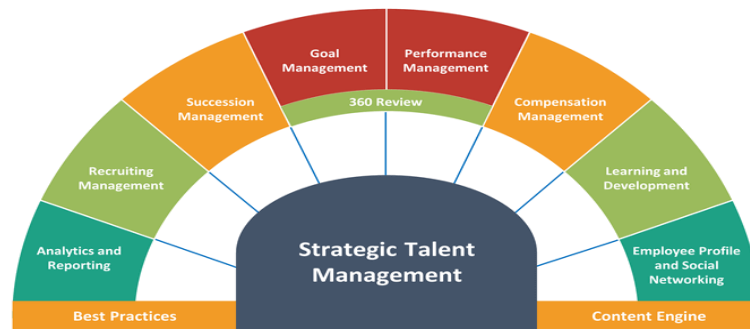 Goal
Management
Performance
Management
360 Review
Succession
Management
Compensation
Management
Recruiting
Management
Learning and
Development
Analytics and
Reporting
Employee Profile
and Social
Networking
Strategic Talent
Management
Best Practices
Content Engine